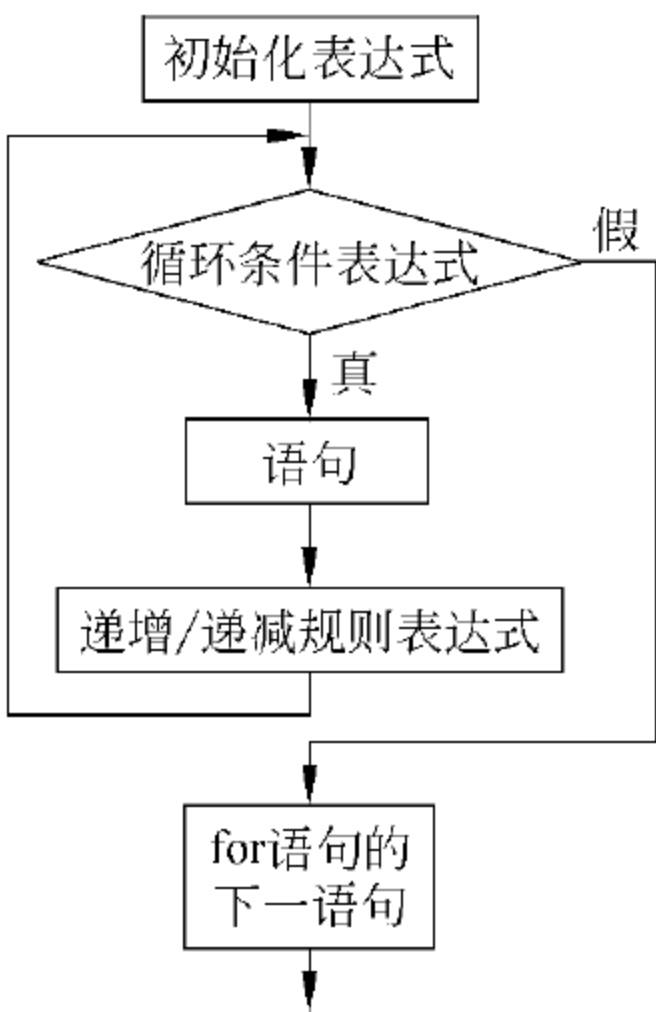 初始化表达式
假
循环条件表达式
真
语句
递增/递减规则表达式
for语句的
下一语句